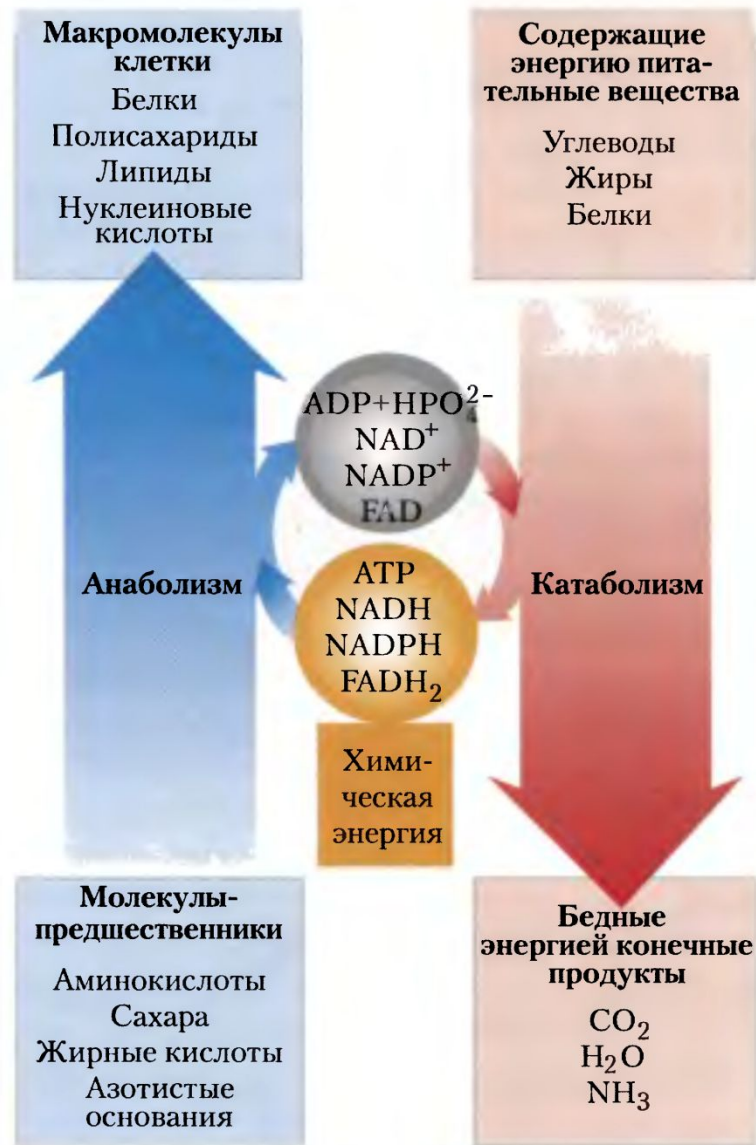 Макромолекулы
клетки
Белки
Полисахариды
Липиды
Нуклеиновые
кислоты
Содержащие
энергию пита-
тельные вещества
Углеводы
Жиры
Белки
ADP+HPO₄²⁻
NAD⁺
NADP⁺
FAD
Анаболизм
ATP
NADH
NADPH
FADH₂
Катаболизм
Хими-
ческая
энергия
Молекулы-
предшественники
Аминокислоты
Сахара
Жирные кислоты
Азотистые
основания
Бедные
энергией конечные
продукты
CO₂
H₂O
NH₃